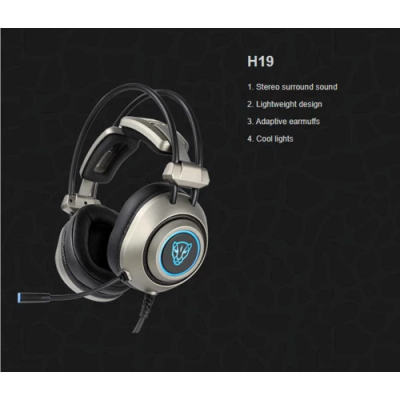 H19
1. Stereo surround sound
2. Lightweight design
3. Adaptive earmuffs
4. Cool lights